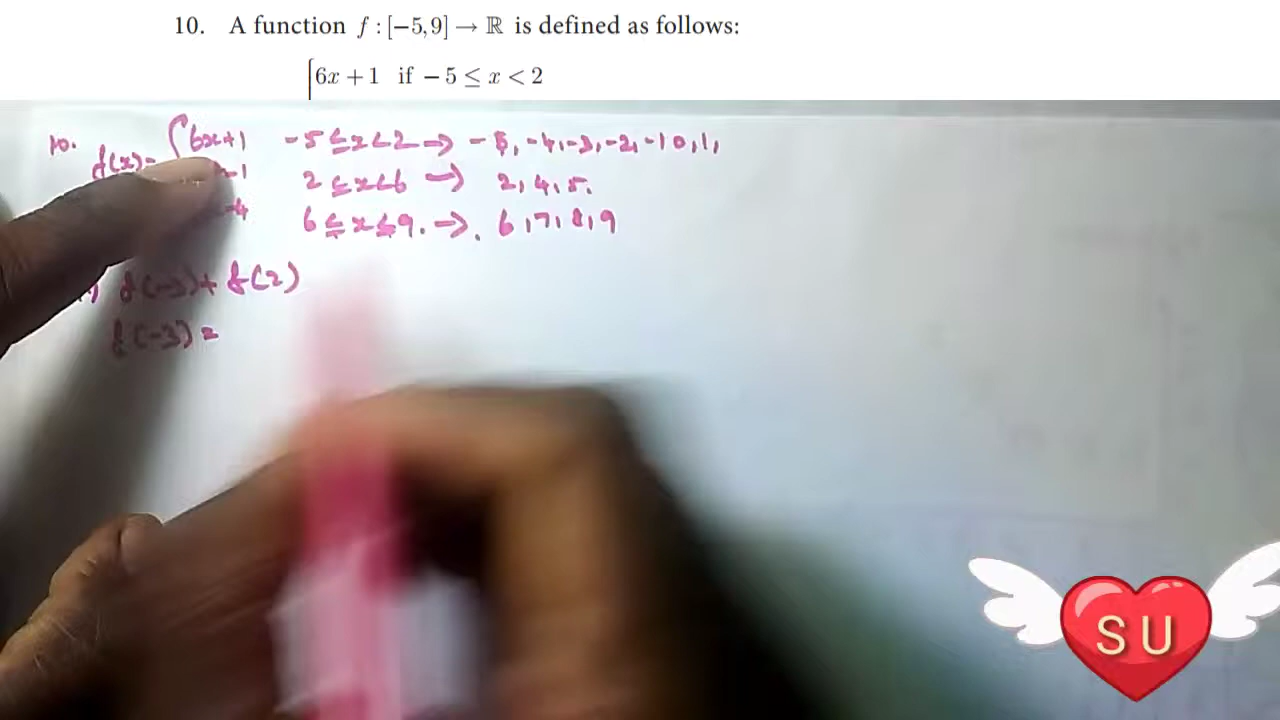 10. A function f : [−5,9] → ℝ is defined as follows:
6x + 1 if − 5 ≤ x < 2
10. f(x) = 6x+1 -5 ≤ x < 2 → -5, -4, -3, -2, -1 0, 1,
-1 2 ≤ x < 6 → 2, 4, 5.
-4 6 ≤ x ≤ 9. → . 6, 7, 8, 9
f(-3) + f(2)
f(-3) =
S U